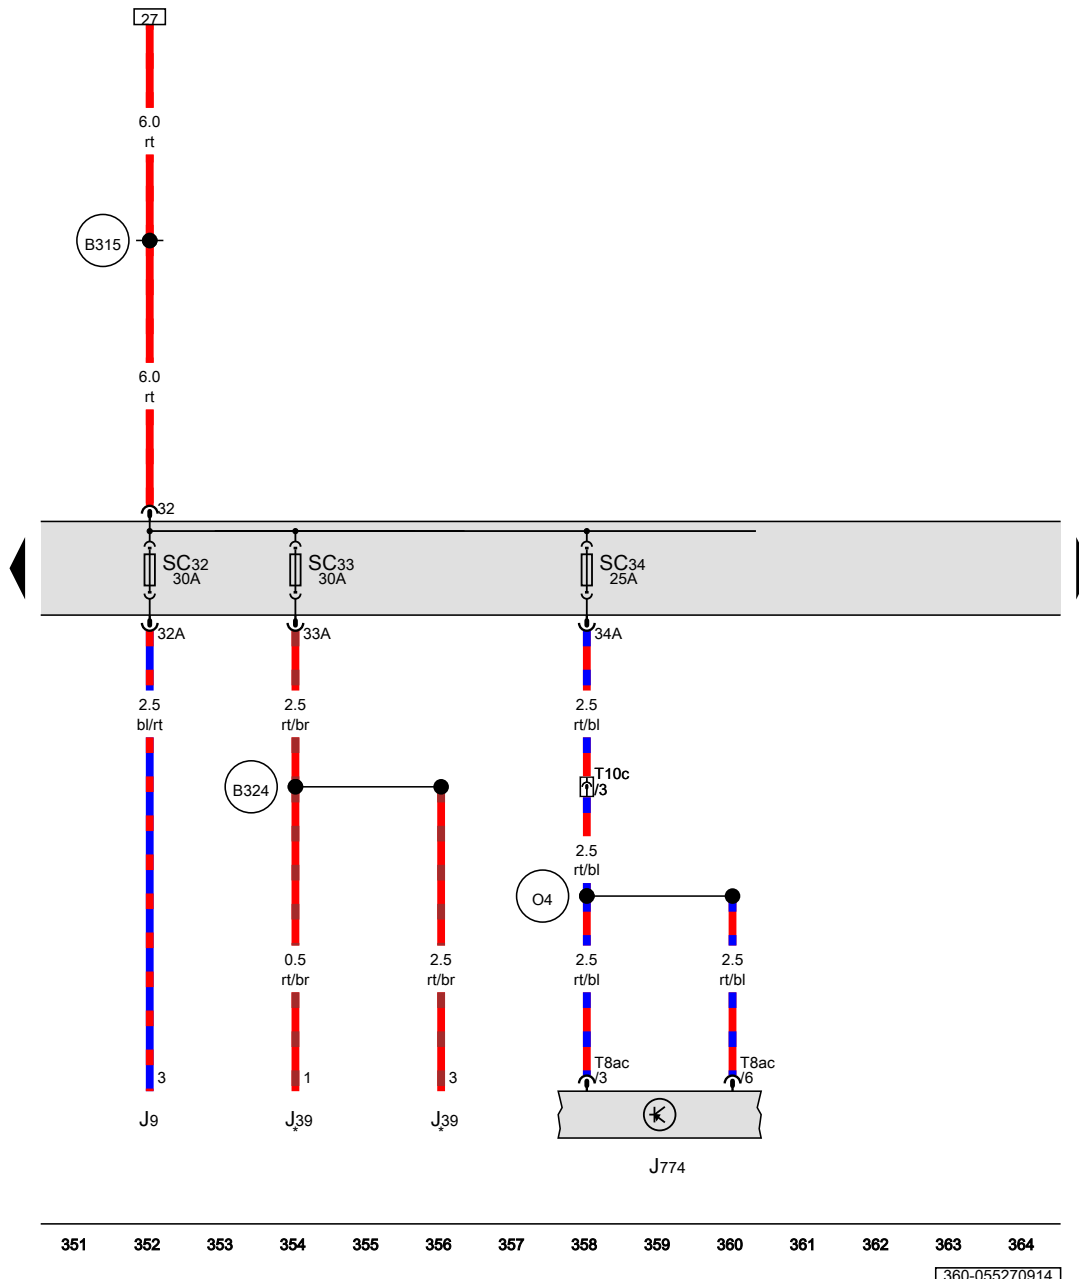 27
6.0
rt
B315
6.0
rt
32
SC32
30A
SC33
30A
SC34
25A
32A
33A
34A
2.5
bl/rt
2.5
rt/br
2.5
rt/bl
T10c
/3
B324
2.5
rt/bl
O4
0.5
rt/br
2.5
rt/br
2.5
rt/bl
2.5
rt/bl
T8ac
/3
T8ac
/6
3
1
3
J9
J39
*
J39
*
J774
351 352 353 354 355 356 357 358 359 360 361 362 363 364
360-055270914